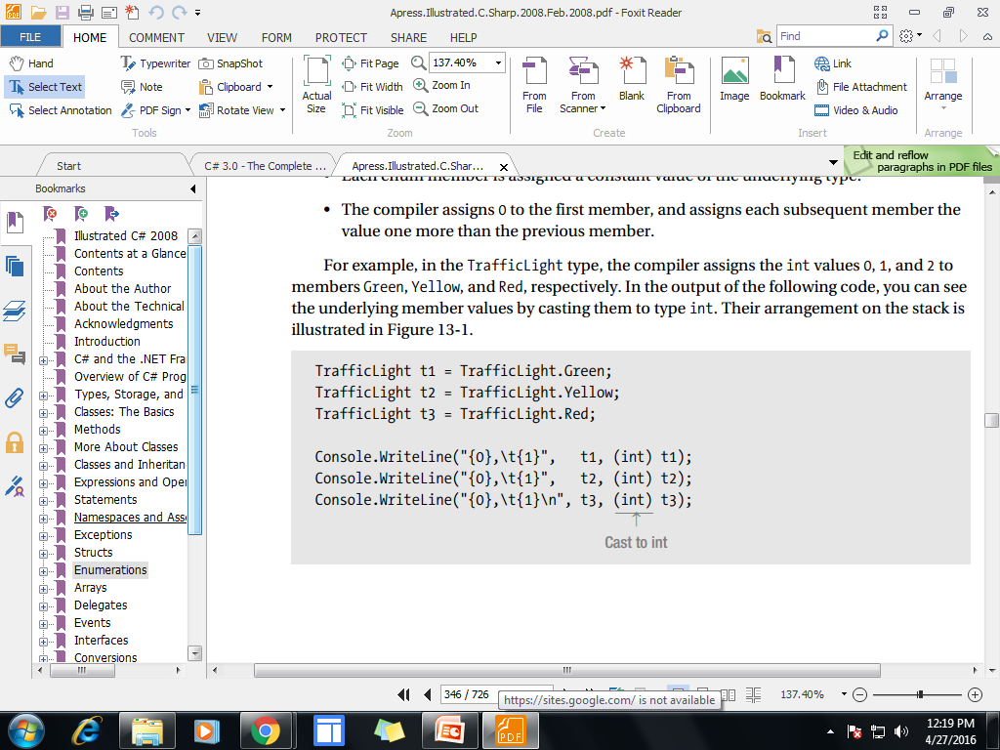 Apress.Illustrated.C.Sharp.2008.Feb.2008.pdf - Foxit Reader
FILE HOME COMMENT VIEW FORM PROTECT SHARE HELP Find
Hand Typewriter SnapShot Fit Page 137.40% Link
Select Text Note Clipboard Fit Width Zoom In File Attachment
Select Annotation PDF Sign Rotate View Fit Visible Zoom Out Video & Audio
Actual Size
From File
From Scanner
Blank
From Clipboard
Image
Bookmark
Arrange
Tools Zoom Create Insert Arrange
Start C# 3.0 - The Complete ... Apress.Illustrated.C.Shar... x
Edit and reflow
paragraphs in PDF files
Bookmarks
Illustrated C# 2008
Contents at a Glance
Contents
About the Author
About the Technical
Acknowledgments
Introduction
C# and the .NET Fra
Overview of C# Prog
Types, Storage, and
Classes: The Basics
Methods
More About Classes
Classes and Inheritan
Expressions and Oper
Statements
Namespaces and Asse
Exceptions
Structs
Enumerations
Arrays
Delegates
Events
Interfaces
Conversions
• Each enum member is assigned a constant value of the underlying type.
• The compiler assigns 0 to the first member, and assigns each subsequent member the
value one more than the previous member.
For example, in the TrafficLight type, the compiler assigns the int values 0, 1, and 2 to
members Green, Yellow, and Red, respectively. In the output of the following code, you can see
the underlying member values by casting them to type int. Their arrangement on the stack is
illustrated in Figure 13-1.
TrafficLight t1 = TrafficLight.Green;
TrafficLight t2 = TrafficLight.Yellow;
TrafficLight t3 = TrafficLight.Red;
Console.WriteLine("{0},\t{1}",   t1, (int) t1);
Console.WriteLine("{0},\t{1}",   t2, (int) t2);
Console.WriteLine("{0},\t{1}\n", t3, (int) t3);
Cast to int
346 / 726 137.40%
https://sites.google.com/ is not available
PDF
12:19 PM
4/27/2016